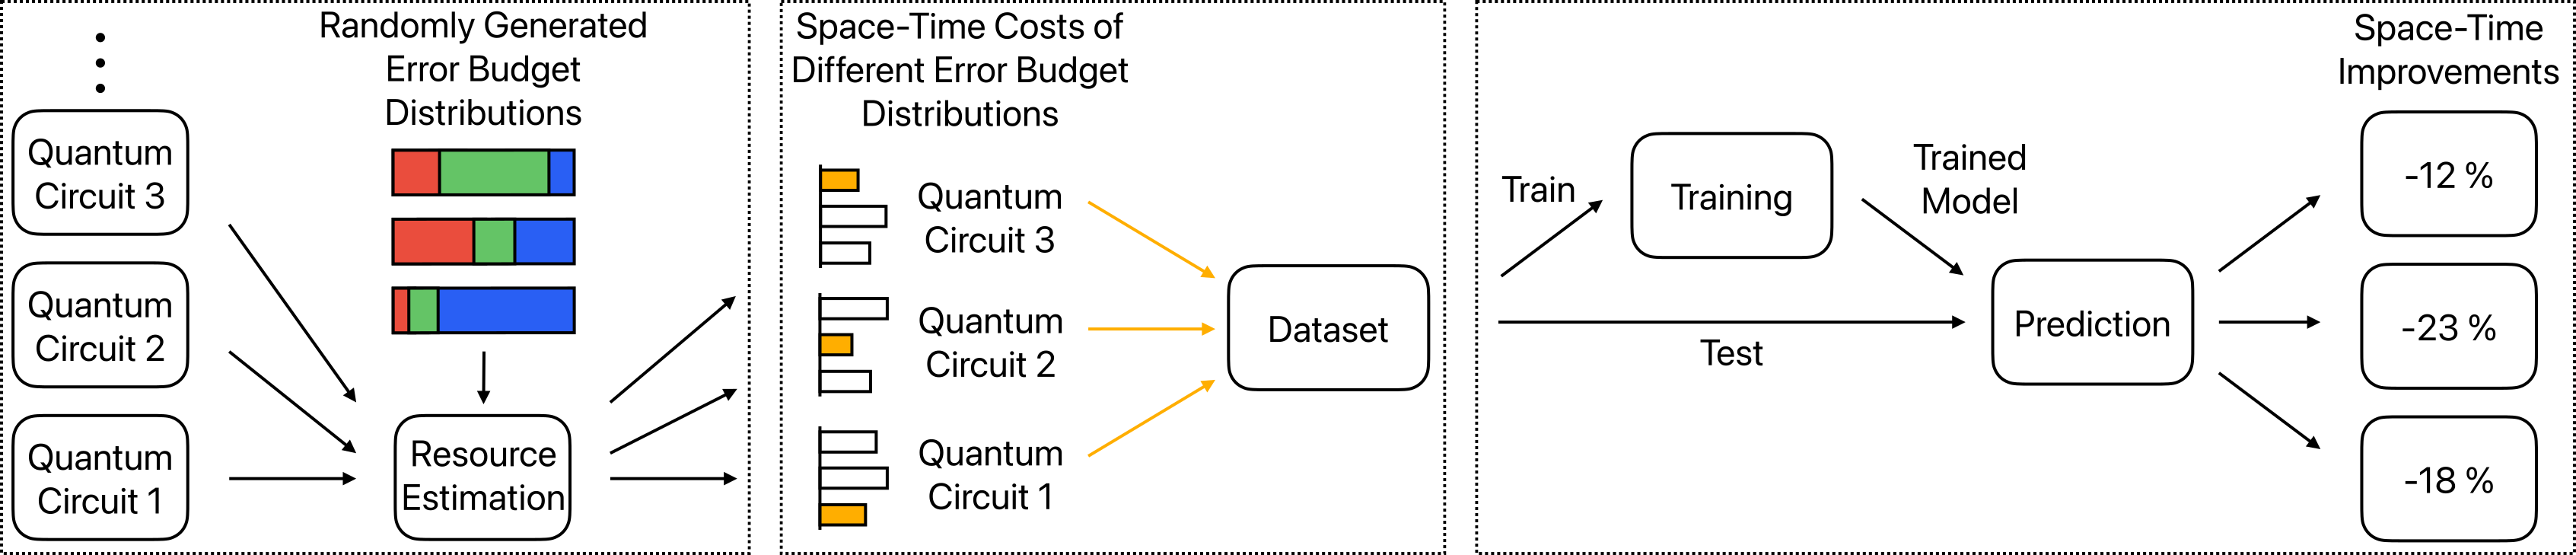 Randomly Generated
Error Budget
Distributions
Quantum
Circuit 3
Quantum
Circuit 2
Quantum
Circuit 1
Resource
Estimation
Space-Time Costs of
Different Error Budget
Distributions
Quantum
Circuit 3
Quantum
Circuit 2
Quantum
Circuit 1
Dataset
Train
Training
Trained
Model
Test
Prediction
Space-Time
Improvements
-12 %
-23 %
-18 %